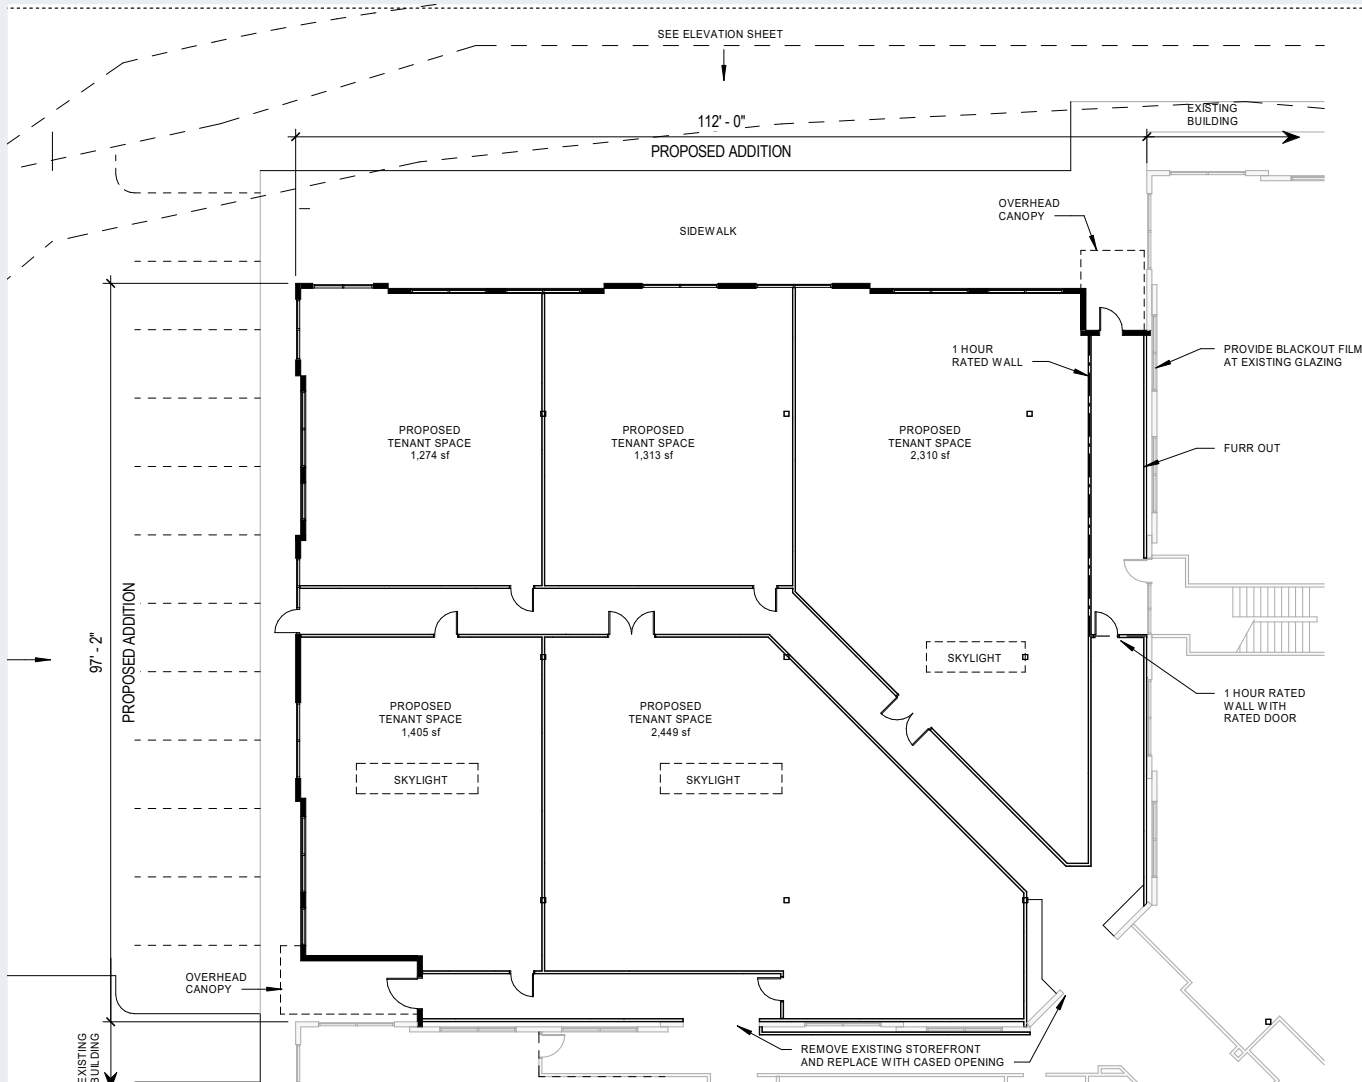 SEE ELEVATION SHEET
112' - 0"
PROPOSED ADDITION
EXISTING
BUILDING
OVERHEAD
CANOPY
SIDEWALK
1 HOUR
RATED WALL
PROVIDE BLACKOUT FILM
AT EXISTING GLAZING
PROPOSED
TENANT SPACE
1,274 sf
PROPOSED
TENANT SPACE
1,313 sf
PROPOSED
TENANT SPACE
2,310 sf
FURR OUT
97' - 2"
PROPOSED ADDITION
SKYLIGHT
1 HOUR RATED
WALL WITH
RATED DOOR
PROPOSED
TENANT SPACE
1,405 sf
PROPOSED
TENANT SPACE
2,449 sf
SKYLIGHT
SKYLIGHT
OVERHEAD
CANOPY
EXISTING
BUILDING
REMOVE EXISTING STOREFRONT
AND REPLACE WITH CASED OPENING